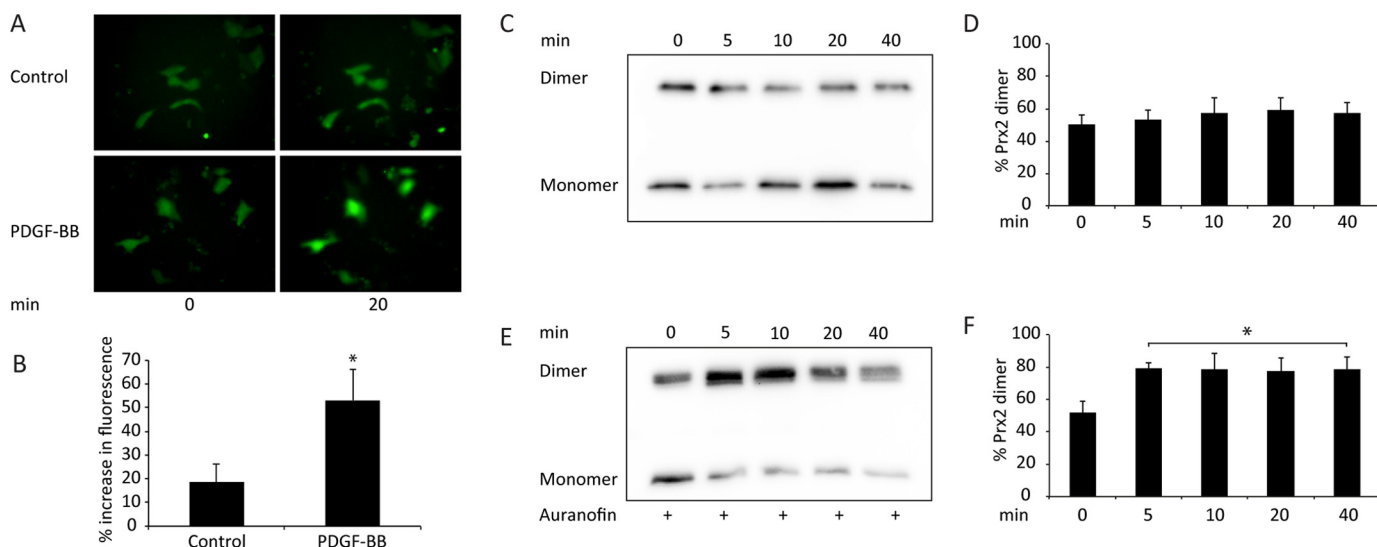 A
Control
PDGF-BB
min 0 20
B
% increase in fluorescence
70
60
50
40
30
20
10
0
Control PDGF-BB
*
C
min 0 5 10 20 40
Dimer
Monomer
D
% Prx2 dimer
100
80
60
40
20
0
min 0 5 10 20 40
E
min 0 5 10 20 40
Dimer
Monomer
Auranofin + + + + +
F
% Prx2 dimer
100
80
60
40
20
0
*
min 0 5 10 20 40